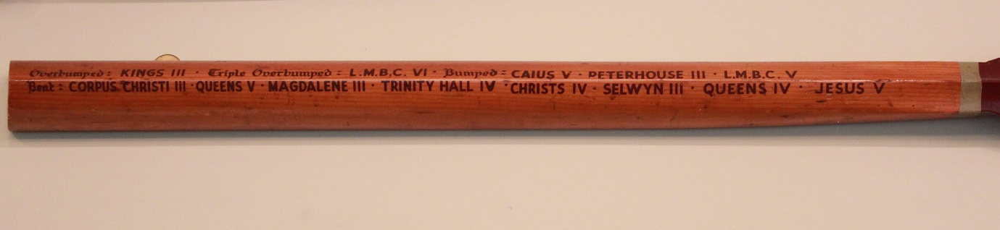 Overbumped: KINGS III · Triple Overbumped: L.M.B.C. VI · Bumped: CAIUS V · PETERHOUSE III · L.M.B.C. V
Beat: CORPUS CHRISTI III · QUEENS V · MAGDALENE III · TRINITY HALL IV · CHRISTS IV · SELWYN III · QUEENS IV · JESUS V